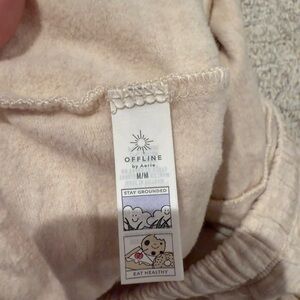 OFFLINE
by Aerie
M/M
STAY GROUNDED
EAT HEALTHY